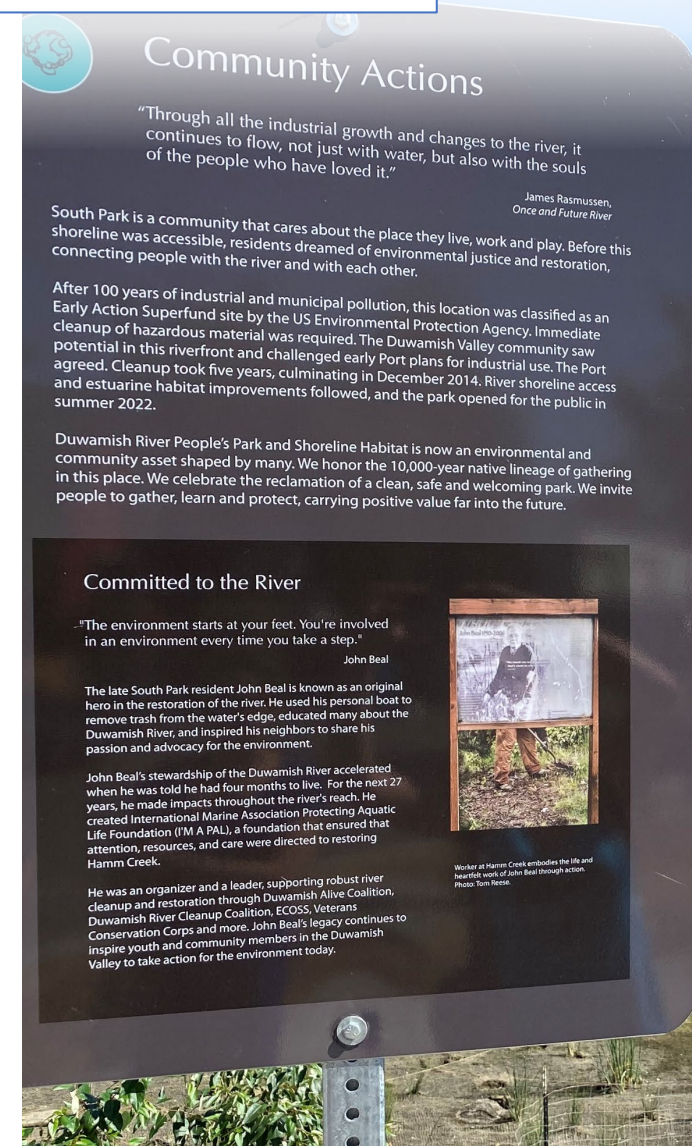 Community Actions
“Through all the industrial growth and changes to the river, it
continues to flow, not just with water, but also with the souls
of the people who have loved it.”
James Rasmussen,
Once and Future River
South Park is a community that cares about the place they live, work and play. Before this
shoreline was accessible, residents dreamed of environmental justice and restoration,
connecting people with the river and with each other.
After 100 years of industrial and municipal pollution, this location was classified as an
Early Action Superfund site by the US Environmental Protection Agency. Immediate
cleanup of hazardous material was required. The Duwamish Valley community saw
potential in this riverfront and challenged early Port plans for industrial use. The Port
agreed. Cleanup took five years, culminating in December 2014. River shoreline access
and estuarine habitat improvements followed, and the park opened for the public in
summer 2022.
Duwamish River People’s Park and Shoreline Habitat is now an environmental and
community asset shaped by many. We honor the 10,000-year native lineage of gathering
in this place. We celebrate the reclamation of a clean, safe and welcoming park. We invite
people to gather, learn and protect, carrying positive value far into the future.
Committed to the River
"The environment starts at your feet. You're involved
in an environment every time you take a step."
John Beal
The late South Park resident John Beal is known as an original
hero in the restoration of the river. He used his personal boat to
remove trash from the water's edge, educated many about the
Duwamish River, and inspired his neighbors to share his
passion and advocacy for the environment.
John Beal's stewardship of the Duwamish River accelerated
when he was told he had four months to live. For the next 27
years, he made impacts throughout the river's reach. He
created International Marine Association Protecting Aquatic
Life Foundation (I'M A PAL), a foundation that ensured that
attention, resources, and care were directed to restoring
Hamm Creek.
He was an organizer and a leader, supporting robust river
cleanup and restoration through Duwamish Alive Coalition,
Duwamish River Cleanup Coalition, ECOSS, Veterans
Conservation Corps and more. John Beal's legacy continues to
inspire youth and community members in the Duwamish
Valley to take action for the environment today.
John Beal
Worker at Hamm Creek embodies the life and
heartfelt work of John Beal through action.
Photo: Tom Reese.